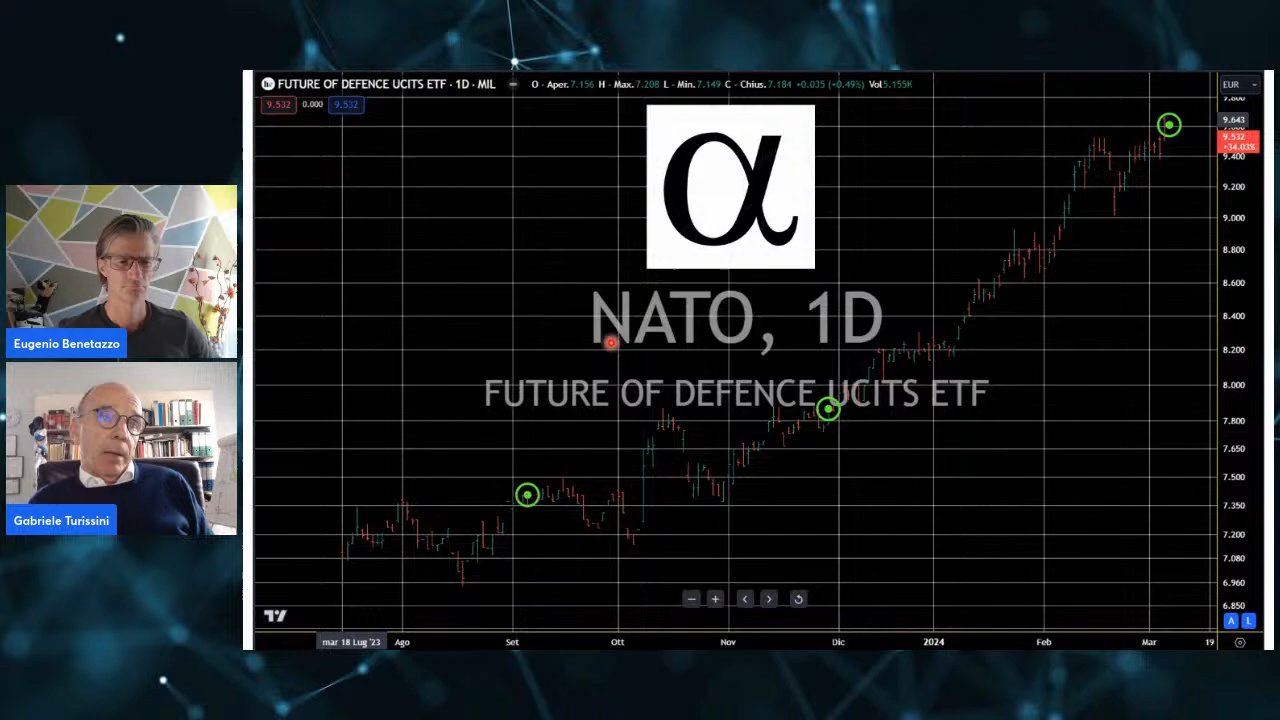 FUTURE OF DEFENCE UCITS ETF · 1D · MIL
O - Aper.7.156 H - Max.7.208 L - Min.7.149 C - Chius.7.184 +0.035 (+0.49%) Vol5.155K
EUR
9.532 0.000 9.532
α
NATO, 1D
FUTURE OF DEFENCE UCITS ETF
9.643
9.532
+34.03%
9.400
9.200
9.000
8.800
8.600
8.400
8.200
8.000
7.800
7.650
7.500
7.350
7.200
7.080
6.960
6.850
A L
mar 18 Lug '23 Ago Set Ott Nov Dic 2024 Feb Mar 19
Eugenio Benetazzo
Gabriele Turissini